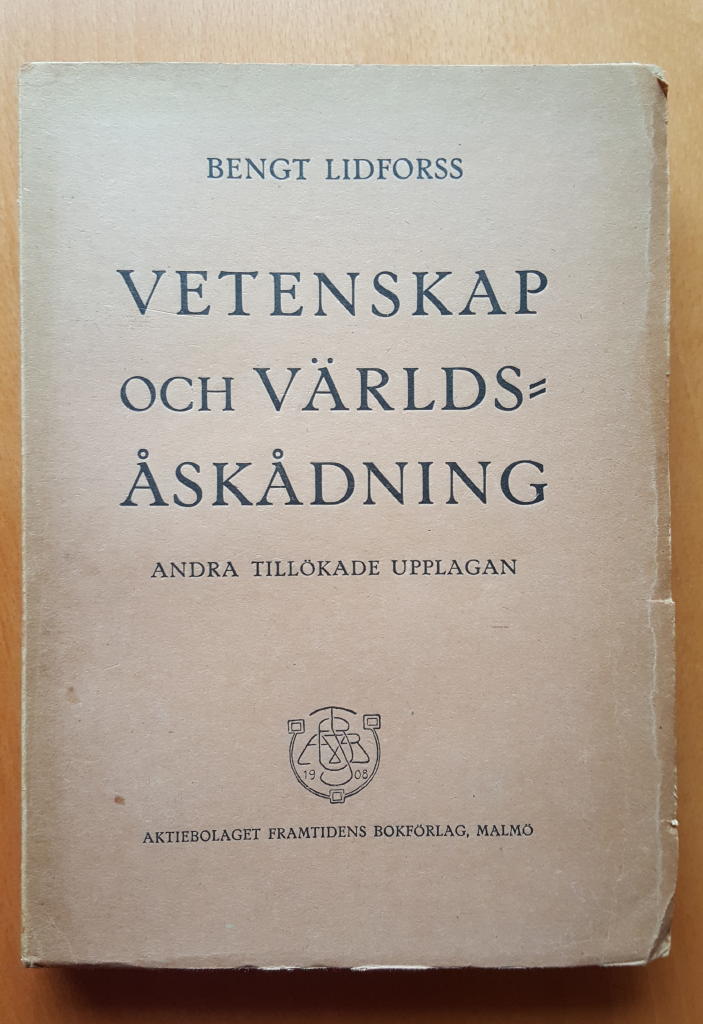 BENGT LIDFORSS
VETENSKAP
OCH VÄRLDS=
ÅSKÅDNING
ANDRA TILLÖKADE UPPLAGAN
19 08
AKTIEBOLAGET FRAMTIDENS BOKFÖRLAG, MALMÖ